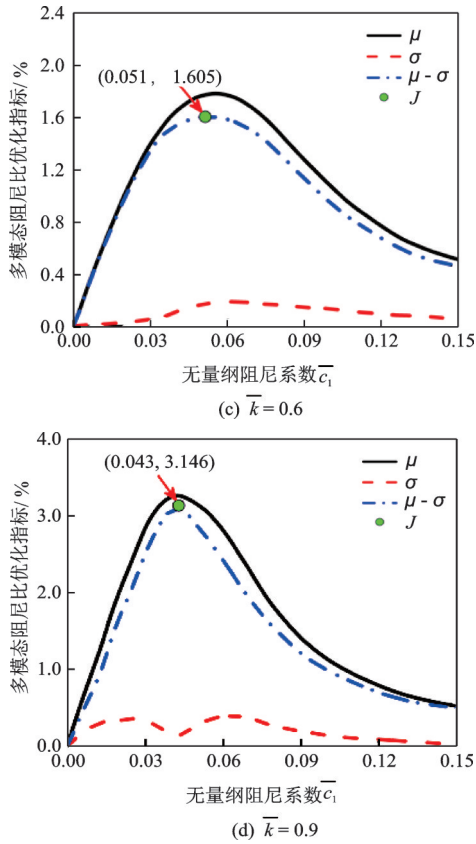 2.4
2.0
1.6
1.2
0.8
0.4
0.0
多模态阻尼比优化指标/%
(0.051, 1.605)
μ
σ
μ - σ
J
0.00 0.03 0.06 0.09 0.12 0.15
无量纲阻尼系数 c̅₁
(c) k̅ = 0.6
4.0
3.0
2.0
1.0
0.0
多模态阻尼比优化指标/%
(0.043, 3.146)
μ
σ
μ - σ
J
0.00 0.03 0.06 0.09 0.12 0.15
无量纲阻尼系数 c̅₁
(d) k̅ = 0.9